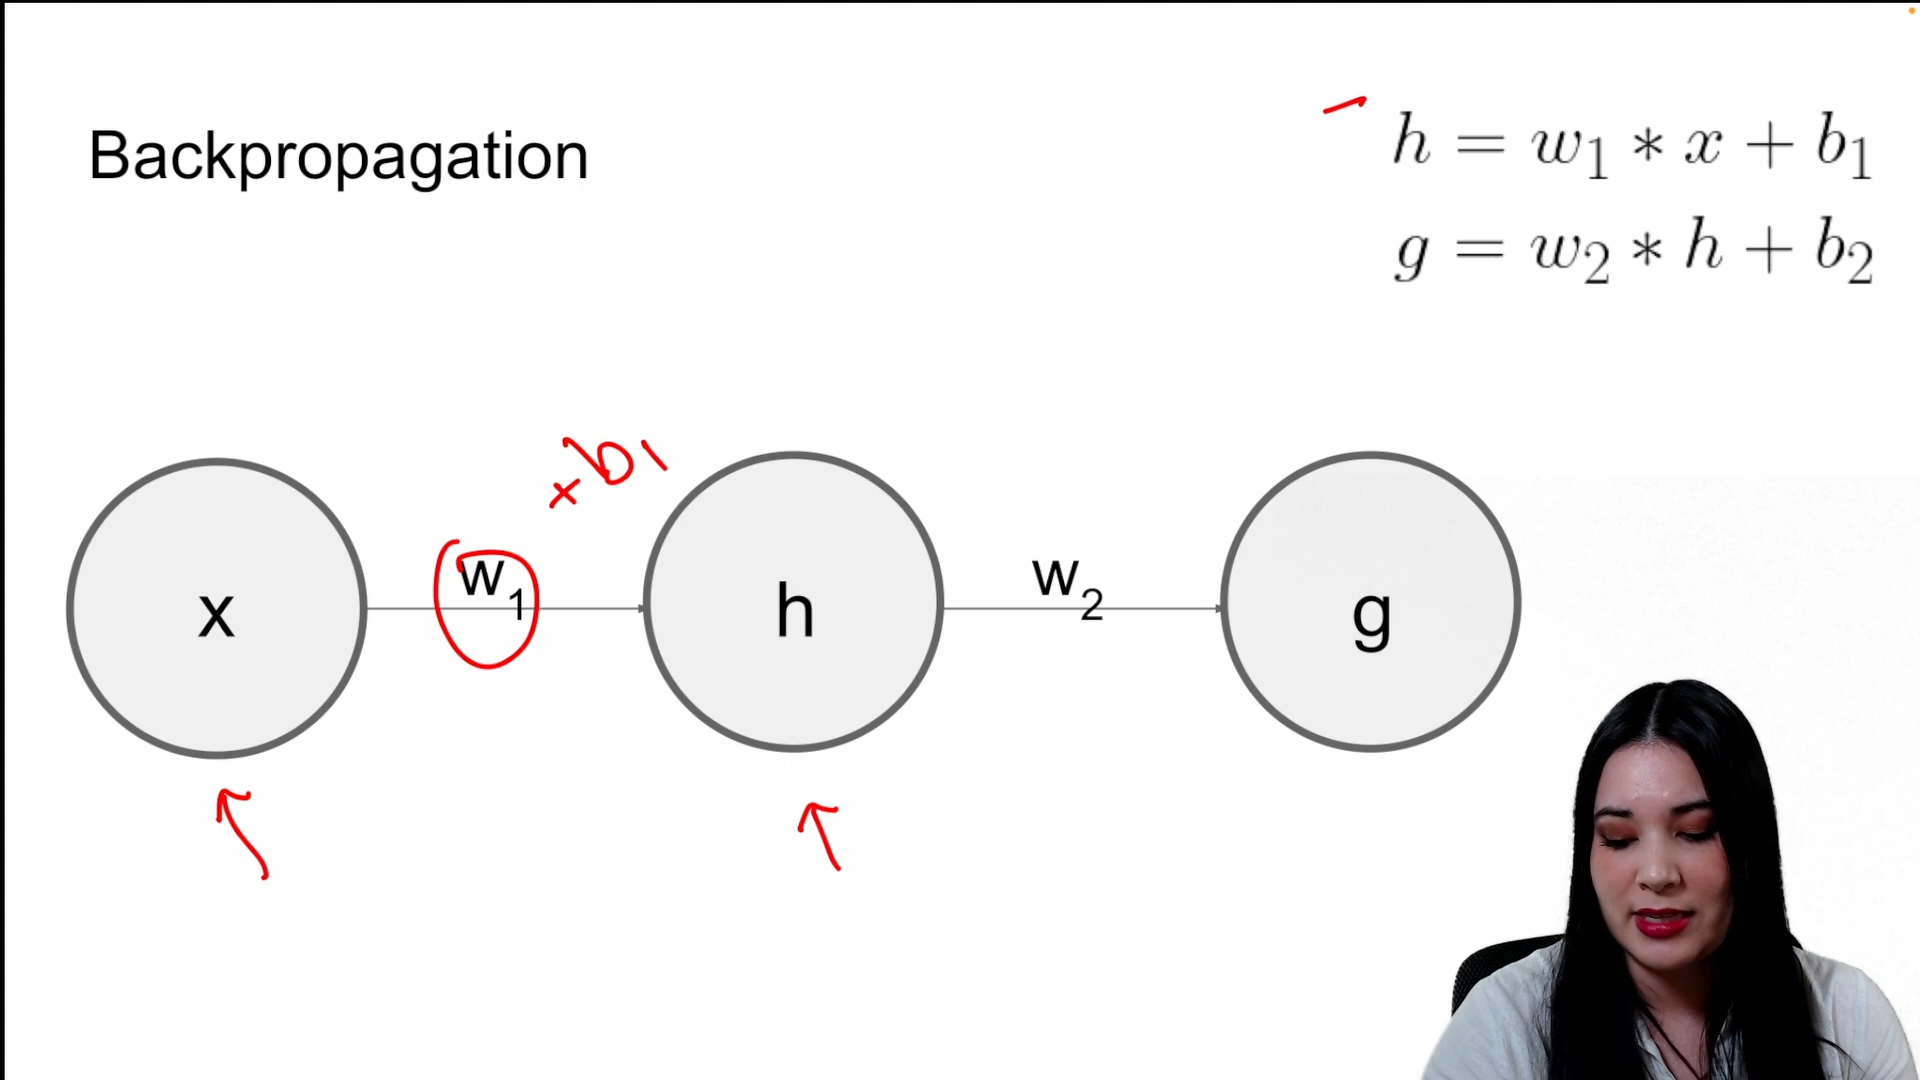 Backpropagation
h = w₁ * x + b₁
g = w₂ * h + b₂
+b₁
x
w₁
h
w₂
g